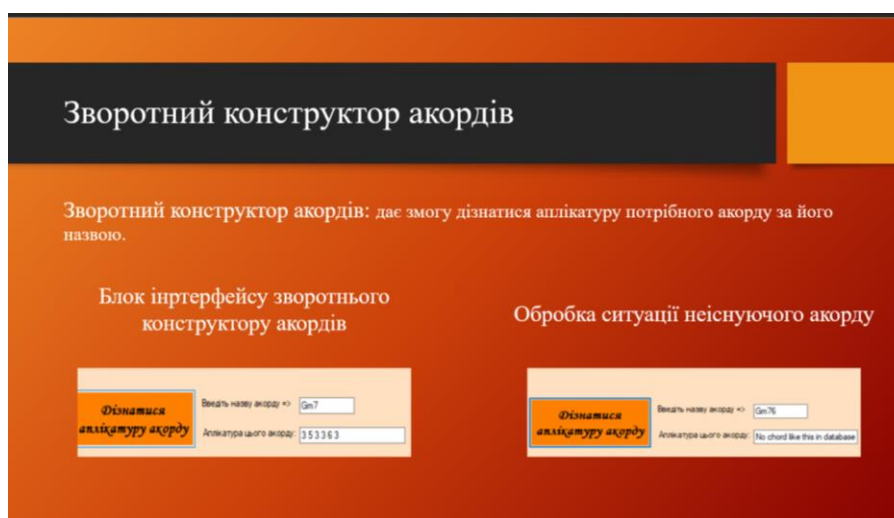 Зворотний конструктор акордів
Зворотний конструктор акордів: дає змогу дізнатися аплікатуру потрібного акорду за його
назвою.
Блок інртерфейсу зворотнього
конструктору акордів
Дізнатися
аплікатуру акорду
Введіть назву акорду =>
Gm7
Аплікатура цього акорду:
3 5 3 3 6 3
Обробка ситуації неіснуючого акорду
Дізнатися
аплікатуру акорду
Введіть назву акорду =>
Gm76
Аплікатура цього акорду:
No chord like this in database